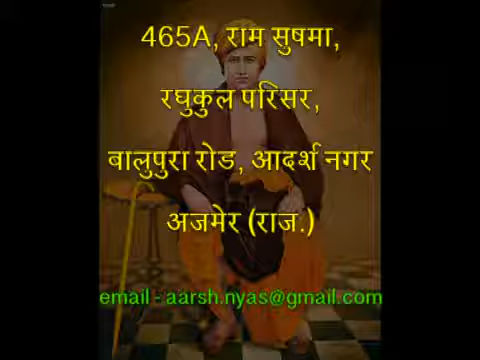 465A, राम सुषमा,
रघुकुल परिसर,
बालुपुरा रोड, आदर्श नगर
अजमेर (राज.)
email - aarsh.nyas@gmail.com